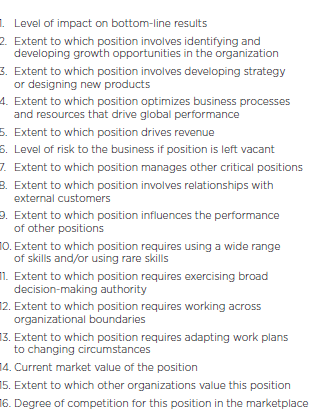 1. Level of impact on bottom-line results
2. Extent to which position involves identifying and
developing growth opportunities in the organization
3. Extent to which position involves developing strategy
or designing new products
4. Extent to which position optimizes business processes
and resources that drive global performance
5. Extent to which position drives revenue
6. Level of risk to the business if position is left vacant
7. Extent to which position manages other critical positions
8. Extent to which position involves relationships with
external customers
9. Extent to which position influences the performance
of other positions
10. Extent to which position requires using a wide range
of skills and/or using rare skills
11. Extent to which position requires exercising broad
decision-making authority
12. Extent to which position requires working across
organizational boundaries
13. Extent to which position requires adapting work plans
to changing circumstances
14. Current market value of the position
15. Extent to which other organizations value this position
16. Degree of competition for this position in the marketplace